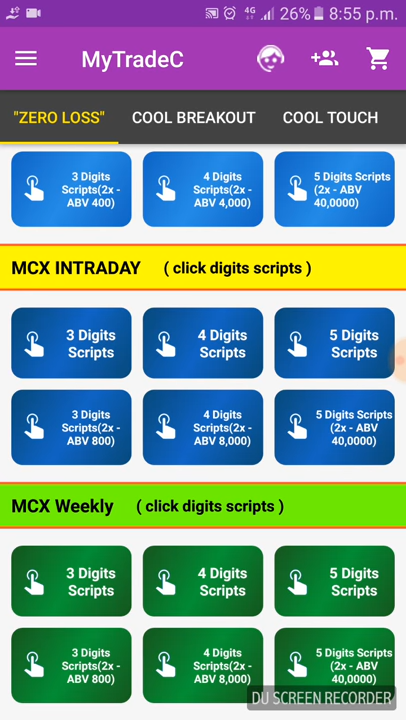 4G 26% 8:55 p.m.
MyTradeC
"ZERO LOSS" COOL BREAKOUT COOL TOUCH
3 Digits
Scripts(2x -
ABV 400)
4 Digits
Scripts(2x -
ABV 4,000)
5 Digits Scripts
(2x - ABV
40,0000)
MCX INTRADAY ( click digits scripts )
3 Digits
Scripts
4 Digits
Scripts
5 Digits
Scripts
3 Digits
Scripts(2x -
ABV 800)
4 Digits
Scripts(2x -
ABV 8,000)
5 Digits Scripts
(2x - ABV
40,0000)
MCX Weekly ( click digits scripts )
3 Digits
Scripts
4 Digits
Scripts
5 Digits
Scripts
3 Digits
Scripts(2x -
ABV 800)
4 Digits
Scripts(2x -
ABV 8,000)
5 Digits Scripts
(2x - ABV
40,0000)
DU SCREEN RECORDER